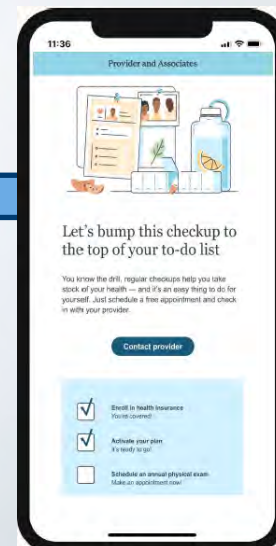 11:36
Provider and Associates
Let's bump this checkup to
the top of your to-do list
You know the drill, regular checkups help you take
stock of your health — and it's an easy thing to do for
yourself. Just schedule a free appointment and check
in with your provider.
Contact provider
Enroll in health insurance
You're covered!
Activate your plan
It's ready to go!
Schedule an annual physical exam
Make an appointment now!